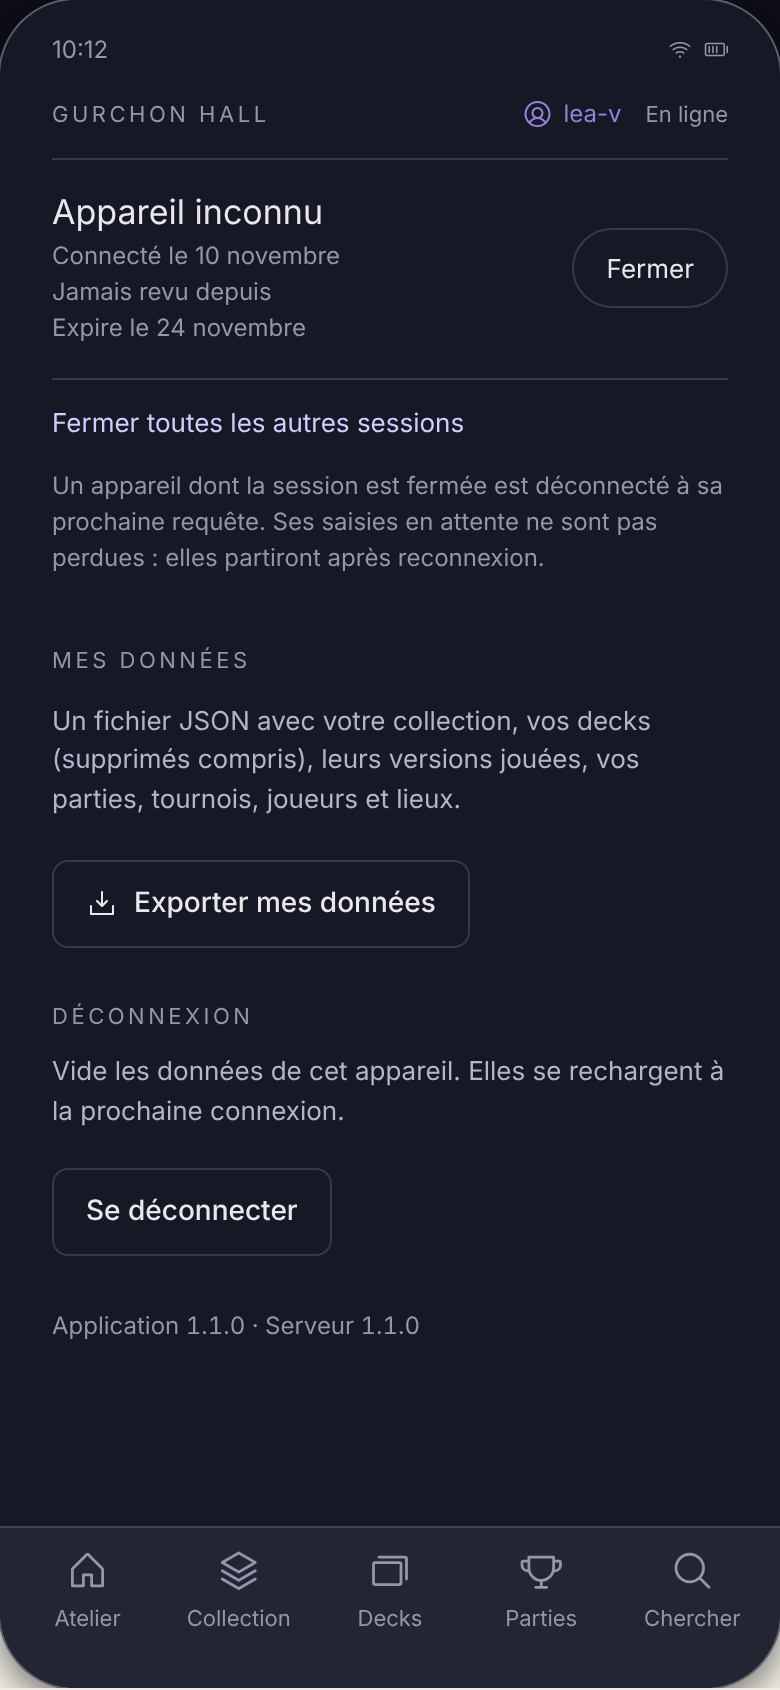 10:12
GURCHON HALL
lea-v
En ligne
Appareil inconnu
Connecté le 10 novembre
Jamais revu depuis
Expire le 24 novembre
Fermer
Fermer toutes les autres sessions
Un appareil dont la session est fermée est déconnecté à sa
prochaine requête. Ses saisies en attente ne sont pas
perdues : elles partiront après reconnexion.
MES DONNÉES
Un fichier JSON avec votre collection, vos decks
(supprimés compris), leurs versions jouées, vos
parties, tournois, joueurs et lieux.
Exporter mes données
DÉCONNEXION
Vide les données de cet appareil. Elles se rechargent à
la prochaine connexion.
Se déconnecter
Application 1.1.0 · Serveur 1.1.0
Atelier
Collection
Decks
Parties
Chercher